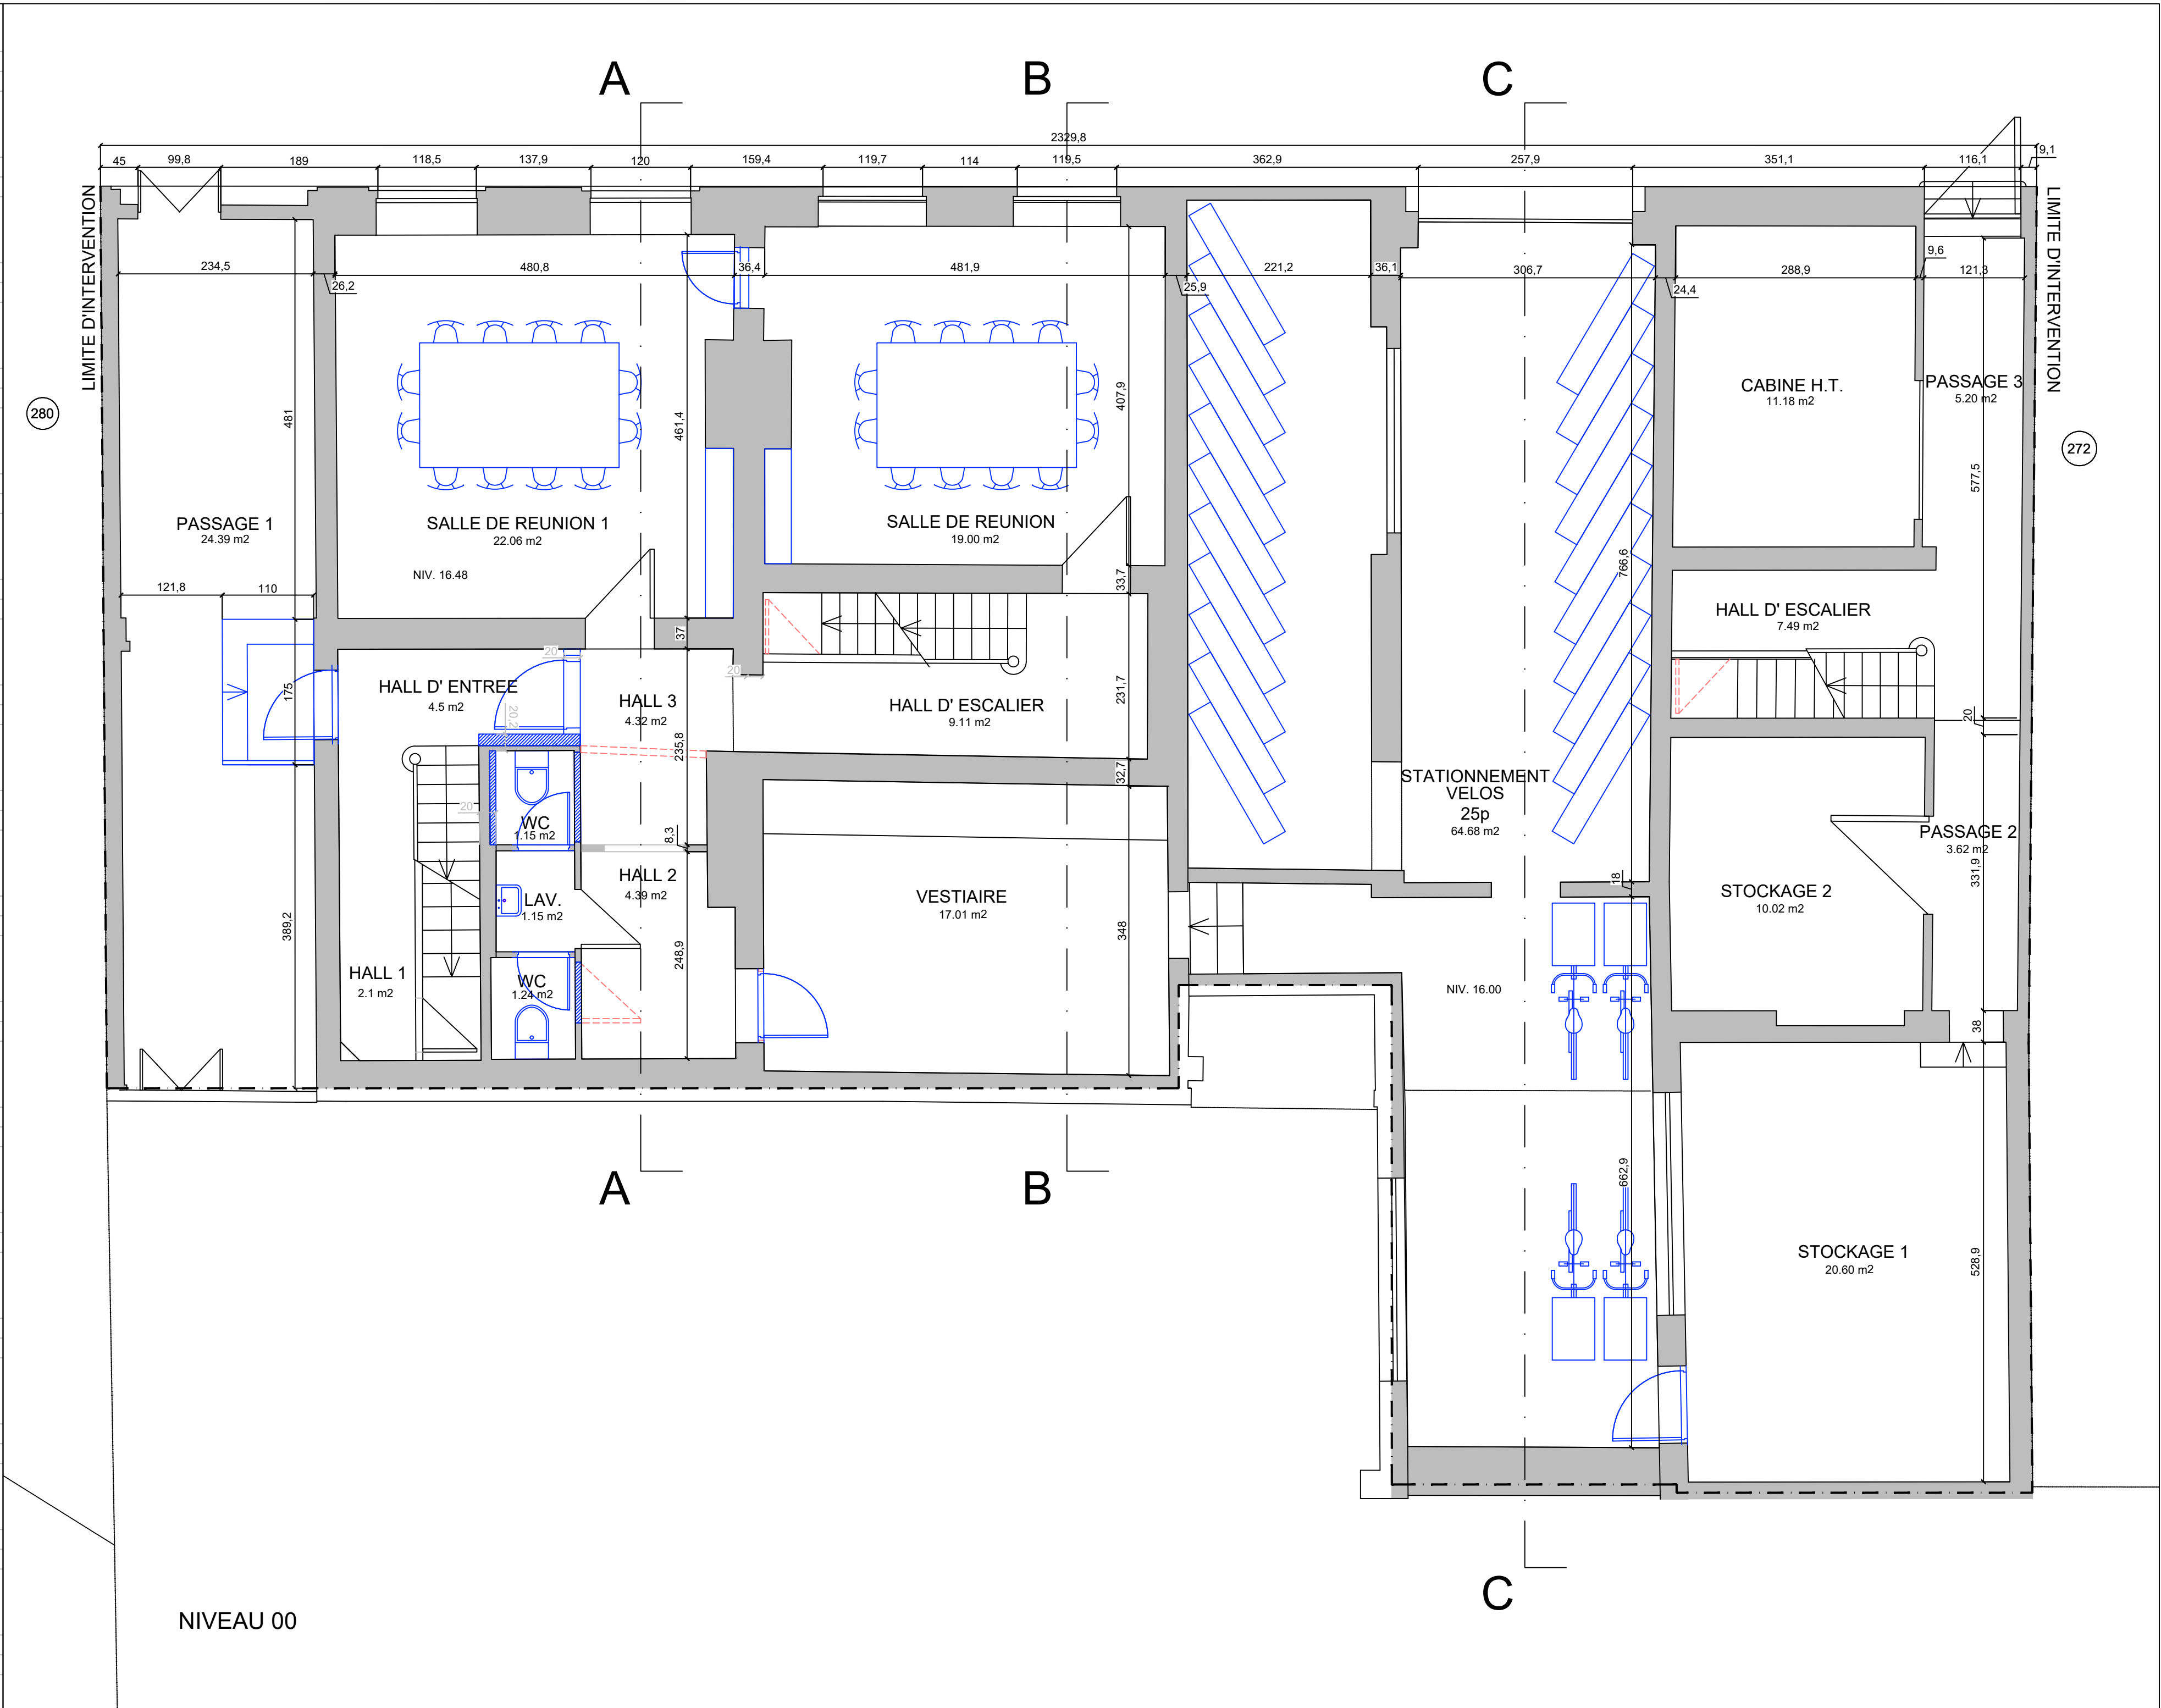 A
B
C
2329,8
45
99,8
189
118,5
137,9
120
159,4
119,7
114
119,5
362,9
257,9
351,1
116,1
9,1
LIMITE D'INTERVENTION
LIMITE D'INTERVENTION
234,5
26,2
480,8
36,4
481,9
25,9
221,2
36,1
306,7
24,4
288,9
9,6
121,3
280
272
481
461,4
407,9
766,6
577,5
CABINE H.T.
11.18 m2
PASSAGE 3
5.20 m2
PASSAGE 1
24.39 m2
SALLE DE REUNION 1
22.06 m2
SALLE DE REUNION
19.00 m2
NIV. 16.48
121,8
110
33,7
37
HALL D' ESCALIER
7.49 m2
20
20
20,2
175
HALL D' ENTREE
4.5 m2
HALL 3
4.32 m2
HALL D' ESCALIER
9.11 m2
231,7
235,8
32,7
20
STATIONNEMENT
VELOS
25p
64.68 m2
20
WC
1.15 m2
8,3
PASSAGE 2
3.62 m2
331,9
HALL 2
4.39 m2
LAV.
1.15 m2
VESTIAIRE
17.01 m2
348
18
STOCKAGE 2
10.02 m2
389,2
248,9
HALL 1
2.1 m2
WC
1.24 m2
NIV. 16.00
38
A
B
662,9
STOCKAGE 1
20.60 m2
528,9
C
NIVEAU 00